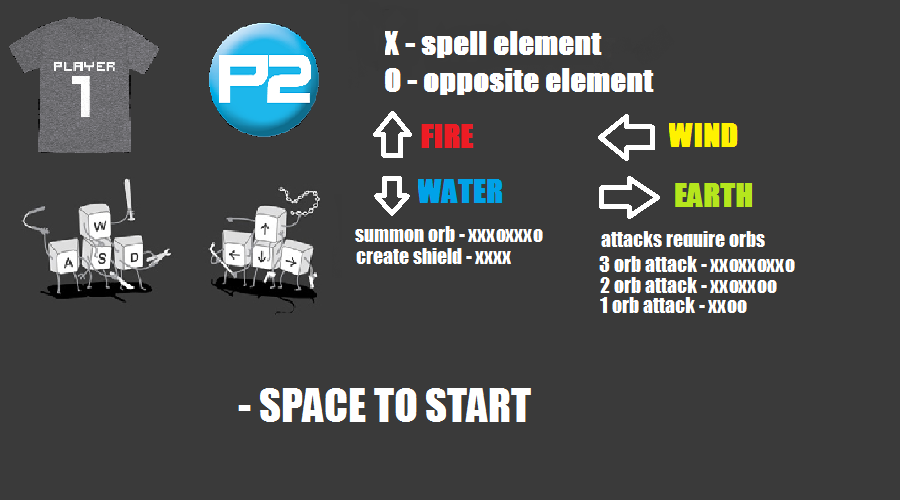 PLAYER
1
P2
X - spell element
O - opposite element
FIRE
WIND
WATER
EARTH
summon orb - xxxoxxxo
create shield - xxxx
attacks require orbs
3 orb attack - xxoxxoxxo
2 orb attack - xxoxxoo
1 orb attack - xxoo
W
A S D
- SPACE TO START